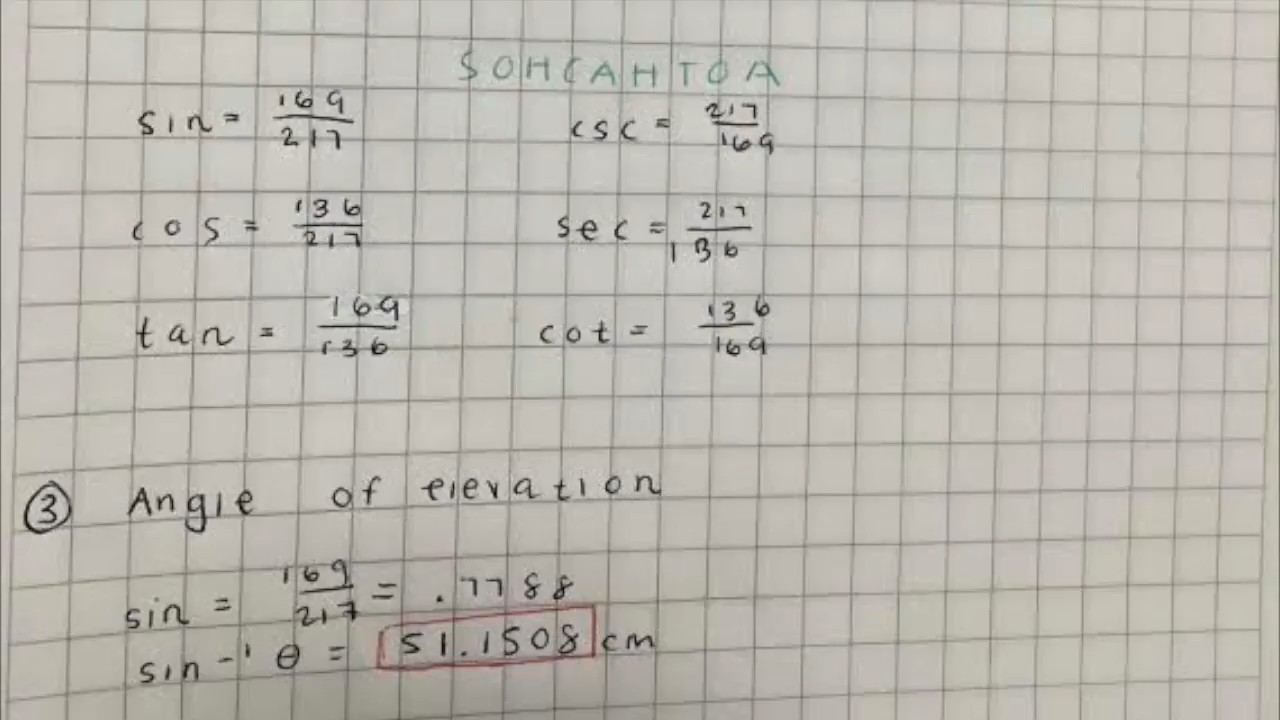 SOHCAHTOA
sin = 169/217 csc = 217/169
cos = 136/217 sec = 217/136
tan = 169/136 cot = 136/169
③ Angle of elevation
sin = 169/217 = .7788
sin⁻¹ θ = 51.1508 cm